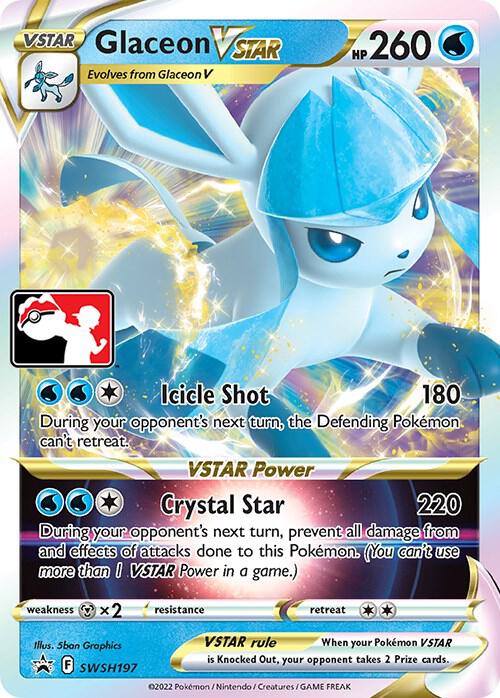 VSTAR
Glaceon VSTAR
HP 260
Evolves from Glaceon V
Icicle Shot 180
During your opponent's next turn, the Defending Pokémon
can't retreat.
VSTAR Power
Crystal Star 220
During your opponent's next turn, prevent all damage from
and effects of attacks done to this Pokémon. (You can't use
more than 1 VSTAR Power in a game.)
weakness ×2 resistance retreat
Illus. 5ban Graphics
F SWSH197
VSTAR rule
When your Pokémon VSTAR
is Knocked Out, your opponent takes 2 Prize cards.
©2022 Pokémon / Nintendo / Creatures / GAME FREAK